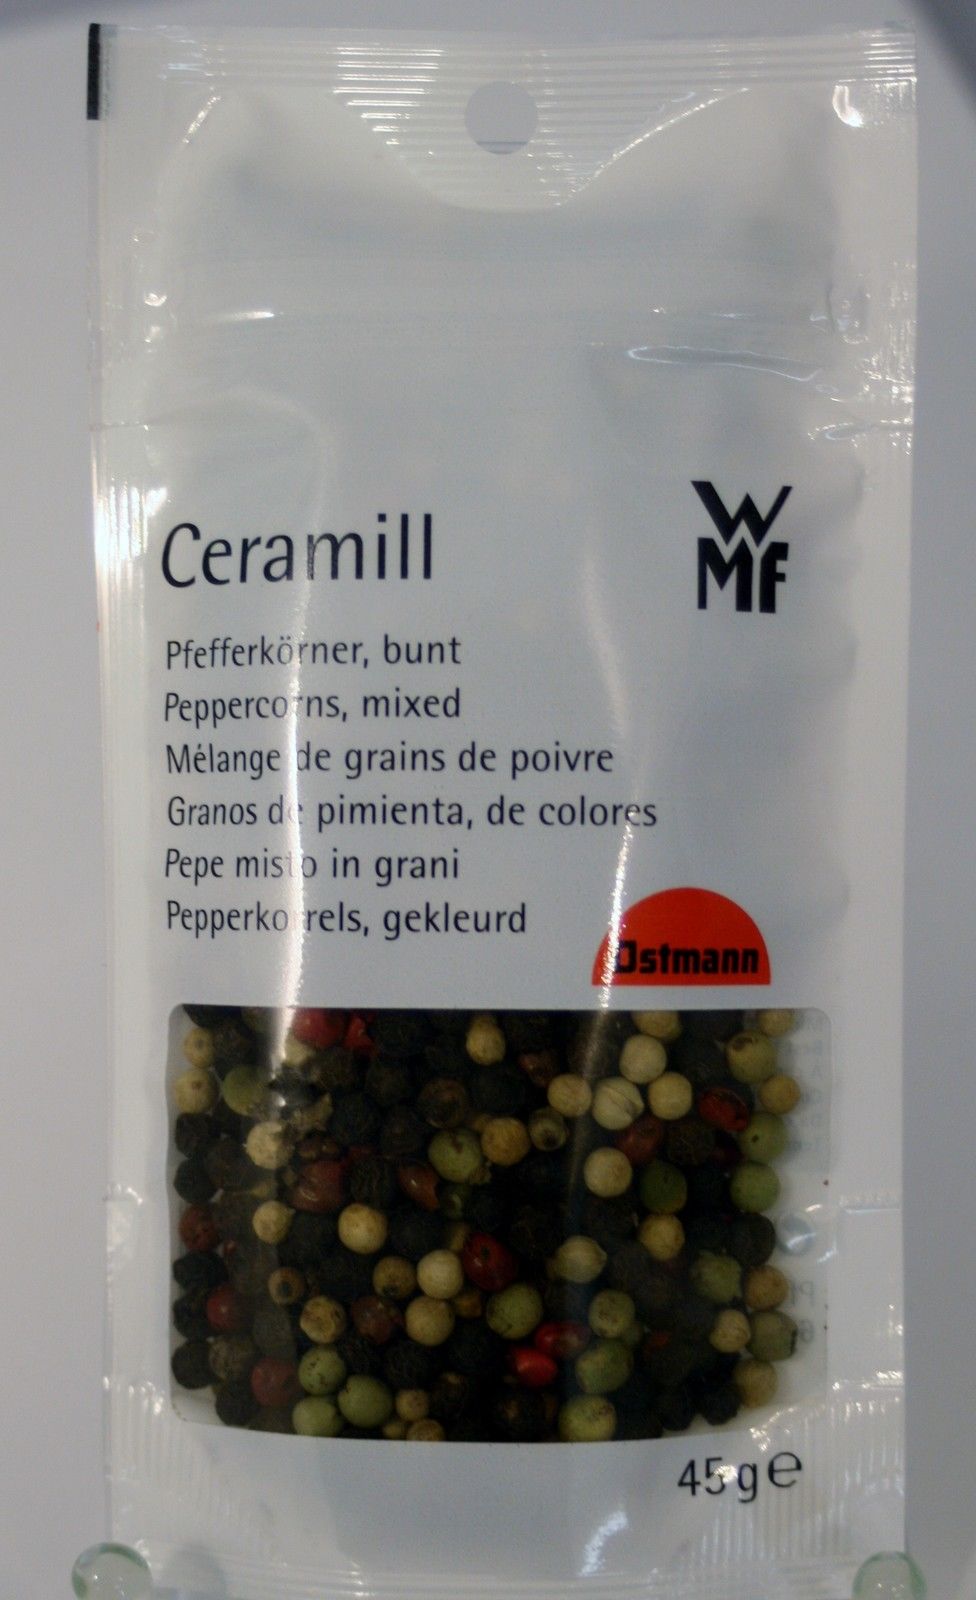 Ceramill
WMF
Pfefferkörner, bunt
Peppercorns, mixed
Mélange de grains de poivre
Granos de pimienta, de colores
Pepe misto in grani
Pepperkorrels, gekleurd
Ostmann
45 g e